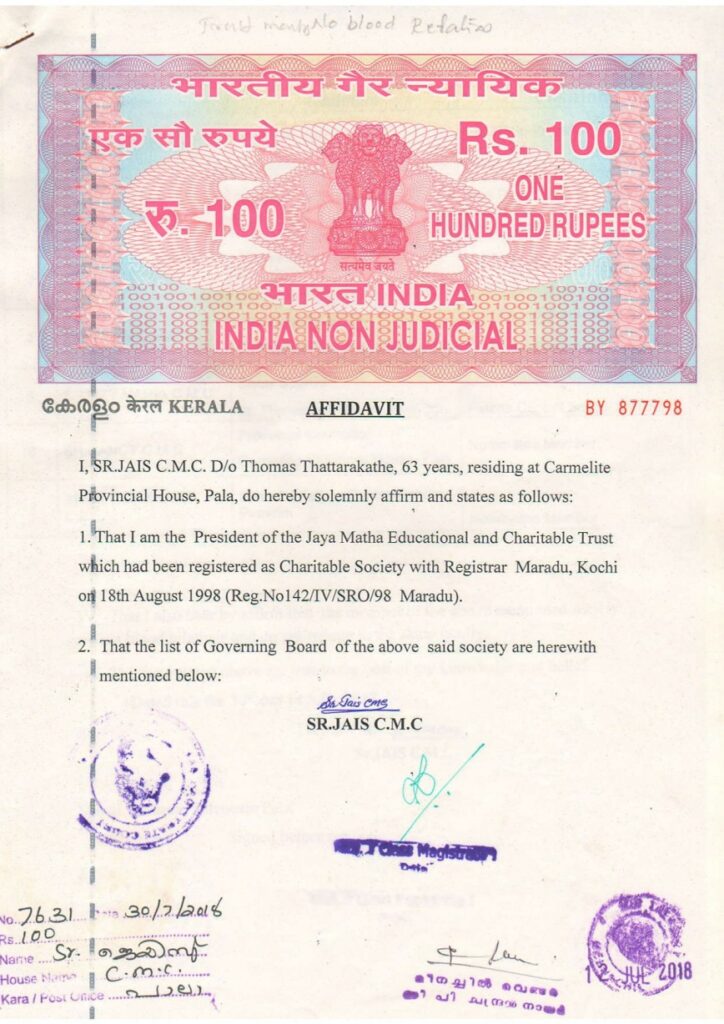 No blood Relation
भारतीय गैर न्यायिक
एक सौ रुपये
Rs. 100
रु. 100
ONE
HUNDRED RUPEES
सत्यमेव जयते
भारत INDIA
INDIA NON JUDICIAL
കേരളം केरल KERALA
AFFIDAVIT
BY 877798
I, SR.JAIS C.M.C. D/o Thomas Thattarakathe, 63 years, residing at Carmelite
Provincial House, Pala, do hereby solemnly affirm and states as follows:
1. That I am the President of the Jaya Matha Educational and Charitable Trust
which had been registered as Charitable Society with Registrar Maradu, Kochi
on 18th August 1998 (Reg.No142/IV/SRO/98 Maradu).
2. That the list of Governing Board of the above said society are herewith
mentioned below:
Sr. Jais CMC
SR.JAIS C.M.C
I Class Magistrate
No. 7631 Date 30/7/2018
Rs. 100
Name Sr. ജെയിസ്
House Name C.M.C.
Kara / Post Office പാലാ
JUL 2018
മീനച്ചിൽ വെണ്ടർ